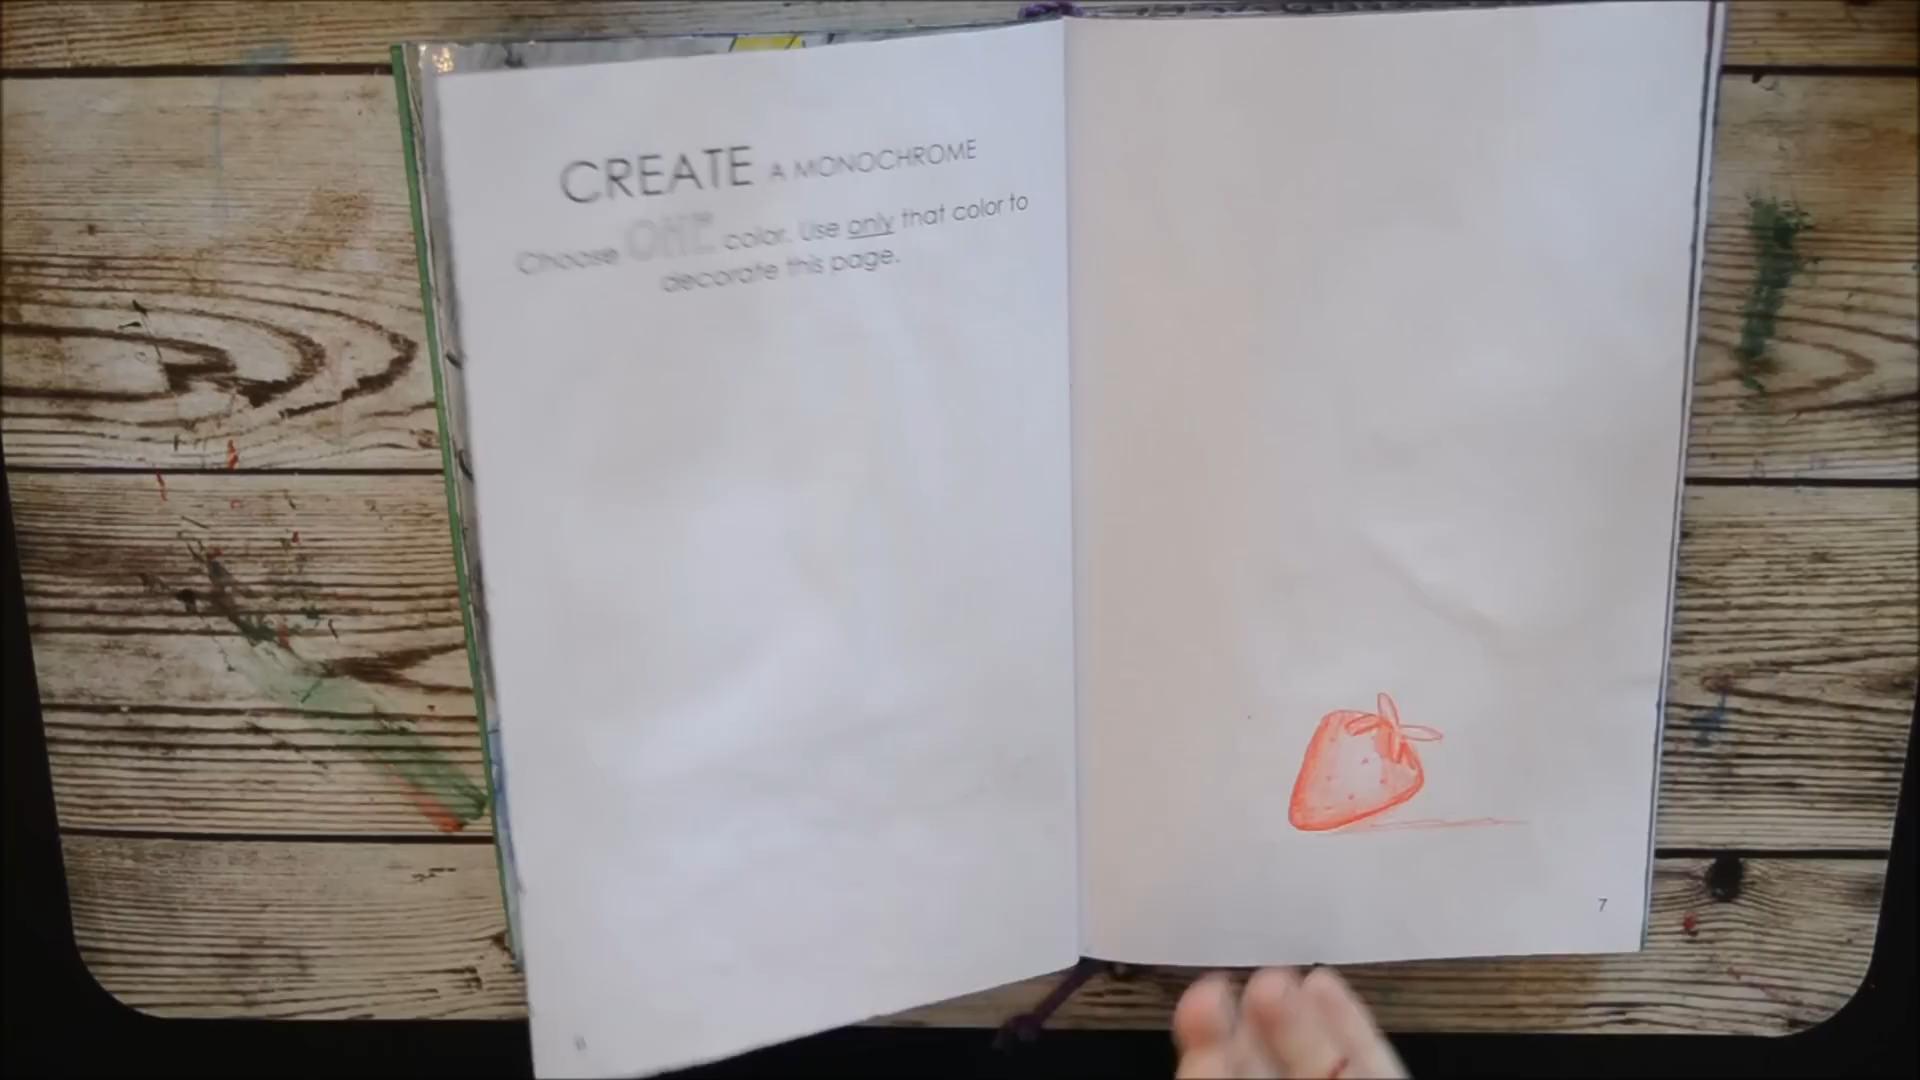 CREATE A MONOCHROME
Choose ONE color. Use only that color to
decorate this page.
7